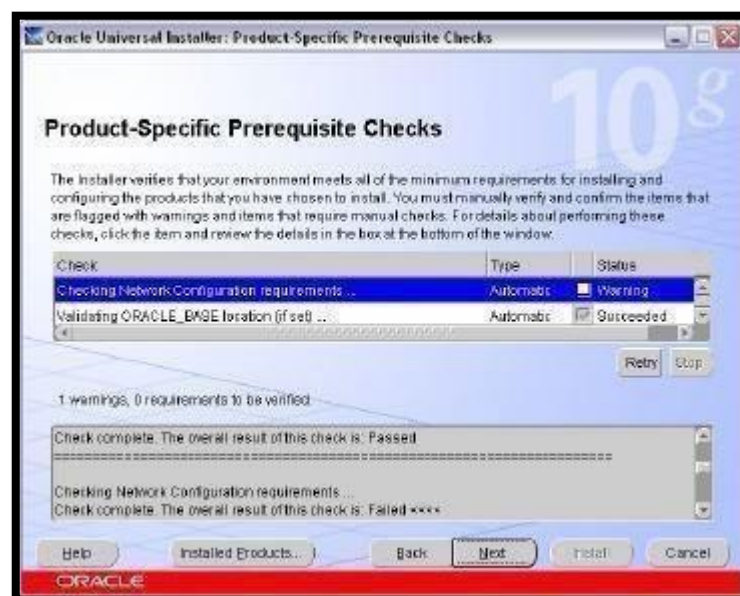 Oracle Universal Installer: Product-Specific Prerequisite Checks
10g
Product-Specific Prerequisite Checks
The Installer verifies that your environment meets all of the minimum requirements for installing and
configuring the products that you have chosen to install. You must manually verify and confirm the items that
are flagged with warnings and items that require manual checks. For details about performing these
checks, click the item and review the details in the box at the bottom of the window.
Check Type Status
Checking Network Configuration requirements ... Automatic Warning
Validating ORACLE_BASE location (if set) ... Automatic Succeeded
Retry Stop
1 warnings, 0 requirements to be verified.
Check complete. The overall result of this check is: Passed
========================================================================
Checking Network Configuration requirements ...
Check complete. The overall result of this check is: Failed <<<<
Help Installed Products... Back Next Install Cancel
ORACLE